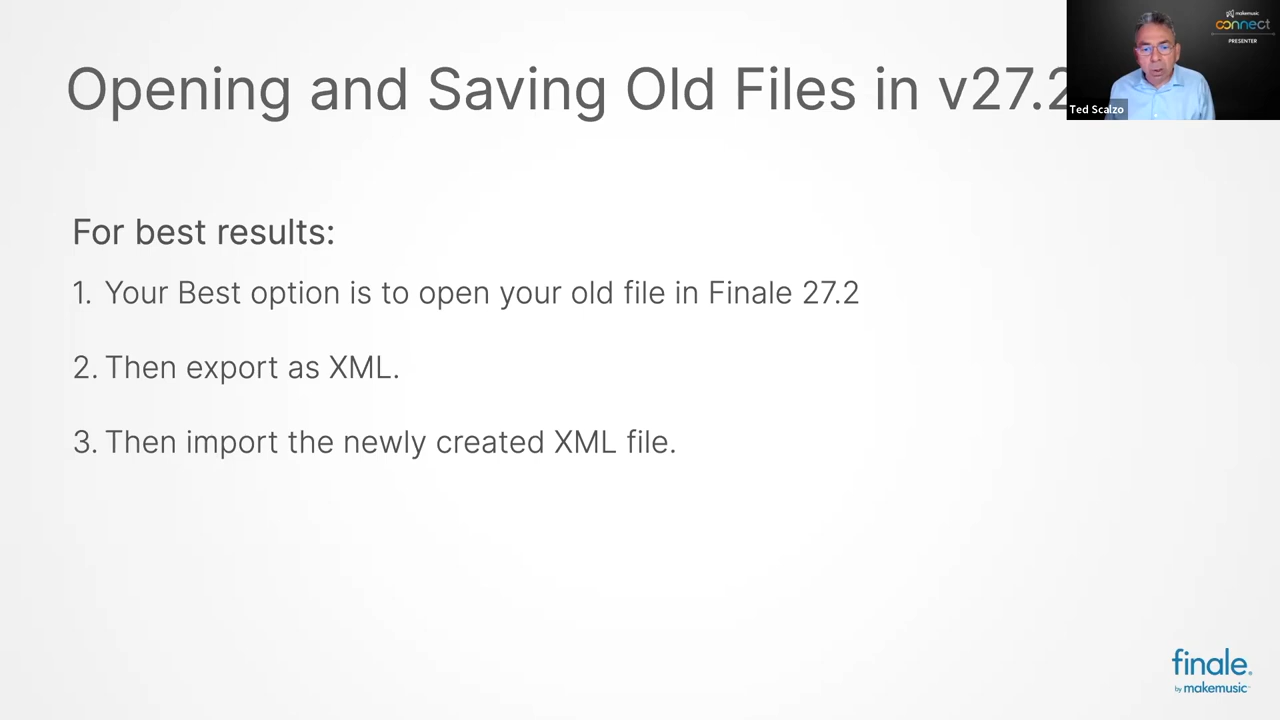 makemusic
connect
PRESENTER
Opening and Saving Old Files in v27.2
Ted Scalzo
For best results:
1. Your Best option is to open your old file in Finale 27.2
2. Then export as XML.
3. Then import the newly created XML file.
finale®
by makemusic™